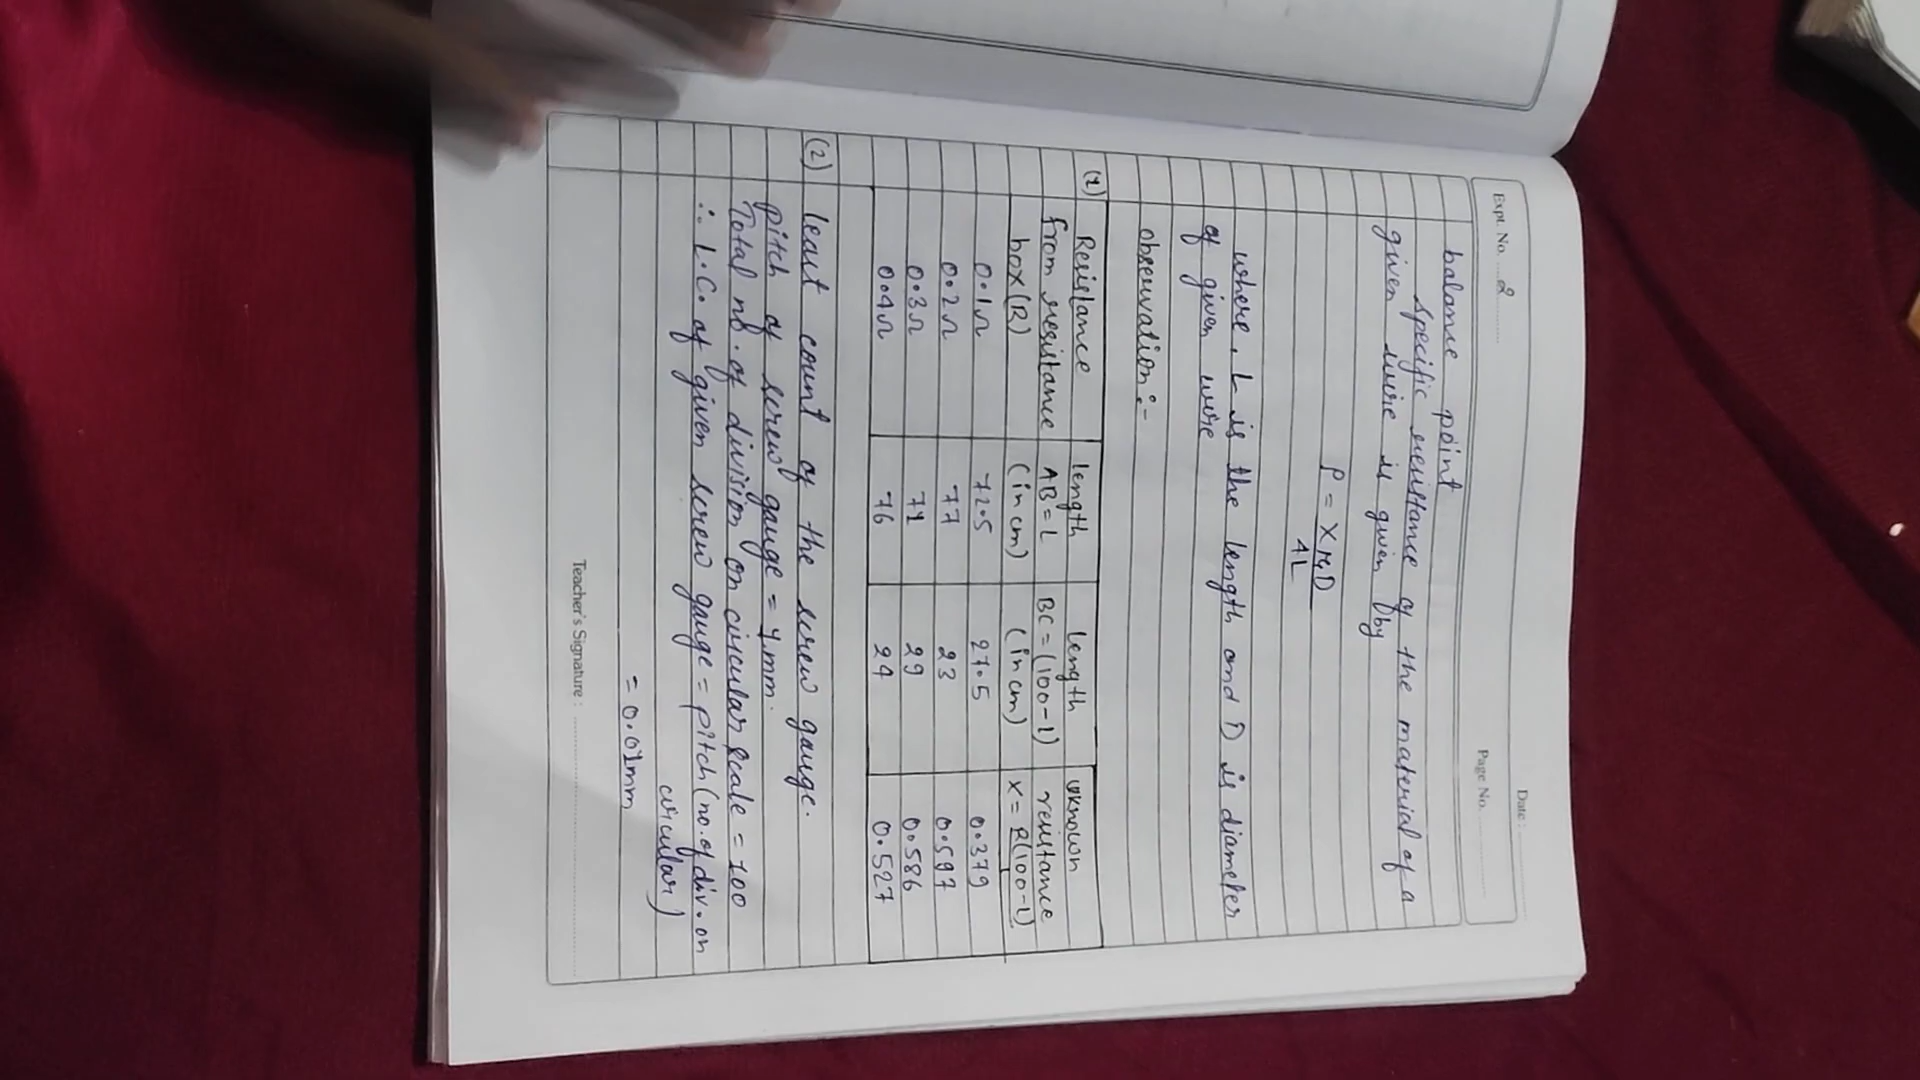 Date :
Expt. No. 2
Page No.
balance point
specific resistance of the material of a
given wire is given by
ρ = X πD
4L
where, L is the length and D is diameter
of given wire
observation :-
(1) Resistance from resistance box (R) | length AB = l (in cm) | length BC = (100-l) (in cm) | Uknown resistance X = R(100-l)
0.1Ω 72.5 27.5 0.379
0.2Ω 77 23 0.597
0.3Ω 71 29 0.586
0.4Ω 76 24 0.527
(2) least count of the screw gauge.
Pitch of screw gauge = 1 mm.
Total no. of division on circular scale = 100
∴ L.C. of given screw gauge = pitch (no. of div. on
circular)
= 0.01mm
Teacher's Signature :